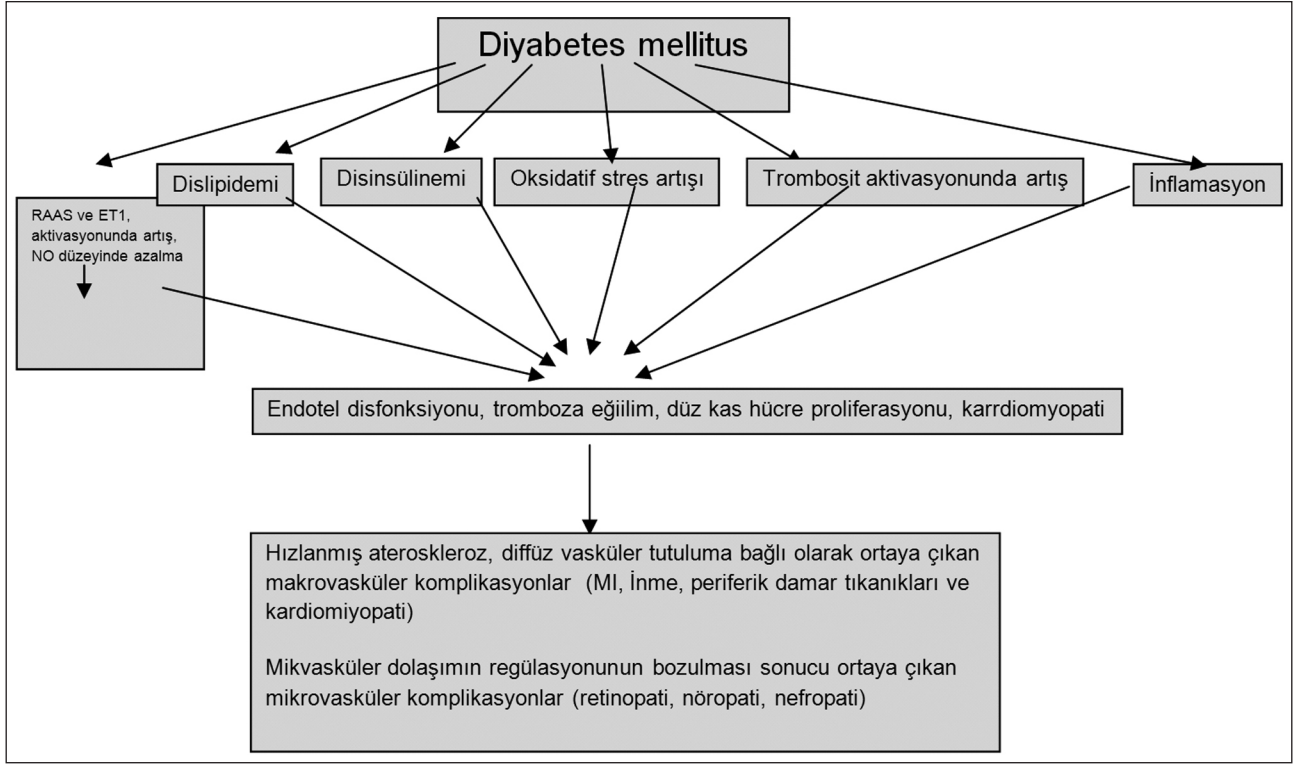 Diyabetes mellitus
Dislipidemi
Disinsülinemi
Oksidatif stres artışı
Trombosit aktivasyonunda artış
İnflamasyon
RAAS ve ET1,
aktivasyonunda artış,
NO düzeyinde azalma
Endotel disfonksiyonu, tromboza eğiilim, düz kas hücre proliferasyonu, karrdiomyopati
Hızlanmış ateroskleroz, diffüz vasküler tutuluma bağlı olarak ortaya çıkan
makrovasküler komplikasyonlar (MI, İnme, periferik damar tıkanıkları ve
kardiomiyopati)
Mikvasküler dolaşımın regülasyonunun bozulması sonucu ortaya çıkan
mikrovasküler komplikasyonlar (retinopati, nöropati, nefropati)